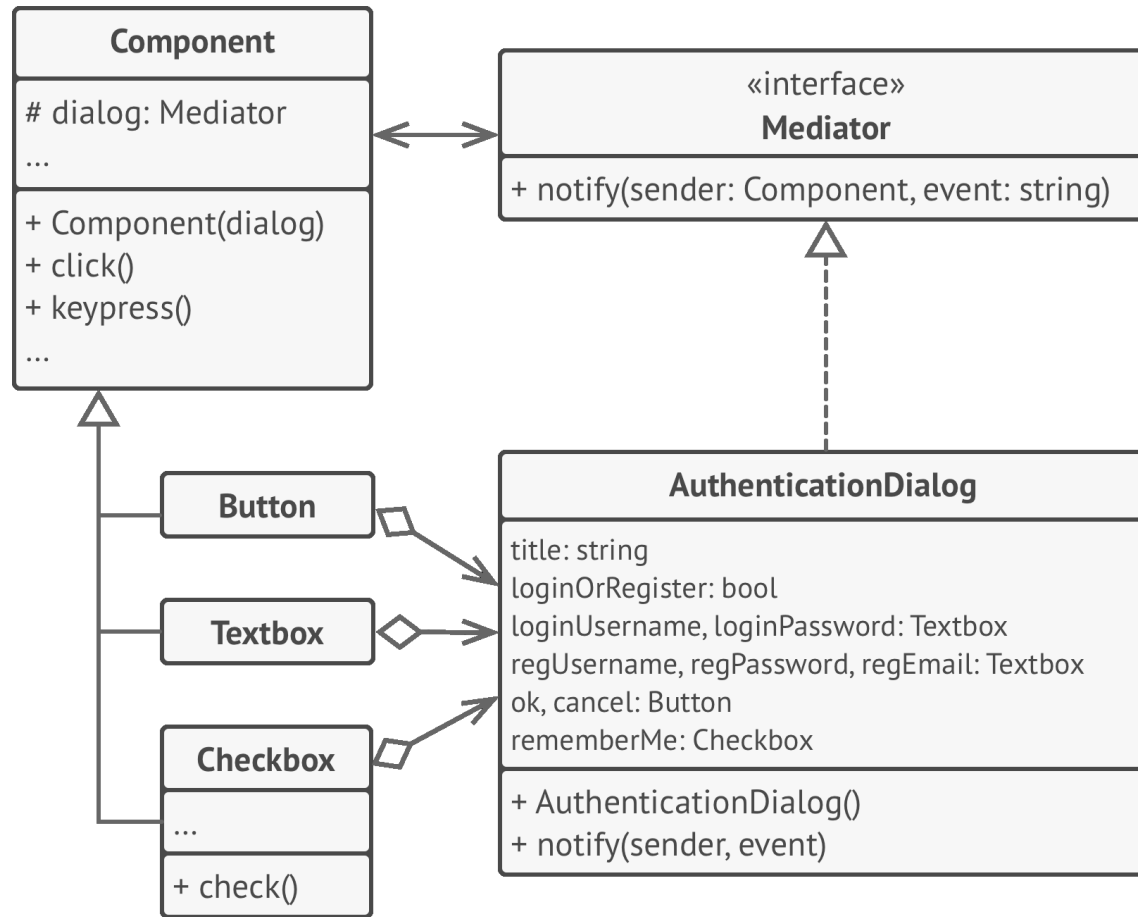 Component
# dialog: Mediator
...
+ Component(dialog)
+ click()
+ keypress()
...
«interface»
Mediator
+ notify(sender: Component, event: string)
Button
Textbox
Checkbox
...
+ check()
AuthenticationDialog
title: string
loginOrRegister: bool
loginUsername, loginPassword: Textbox
regUsername, regPassword, regEmail: Textbox
ok, cancel: Button
rememberMe: Checkbox
+ AuthenticationDialog()
+ notify(sender, event)